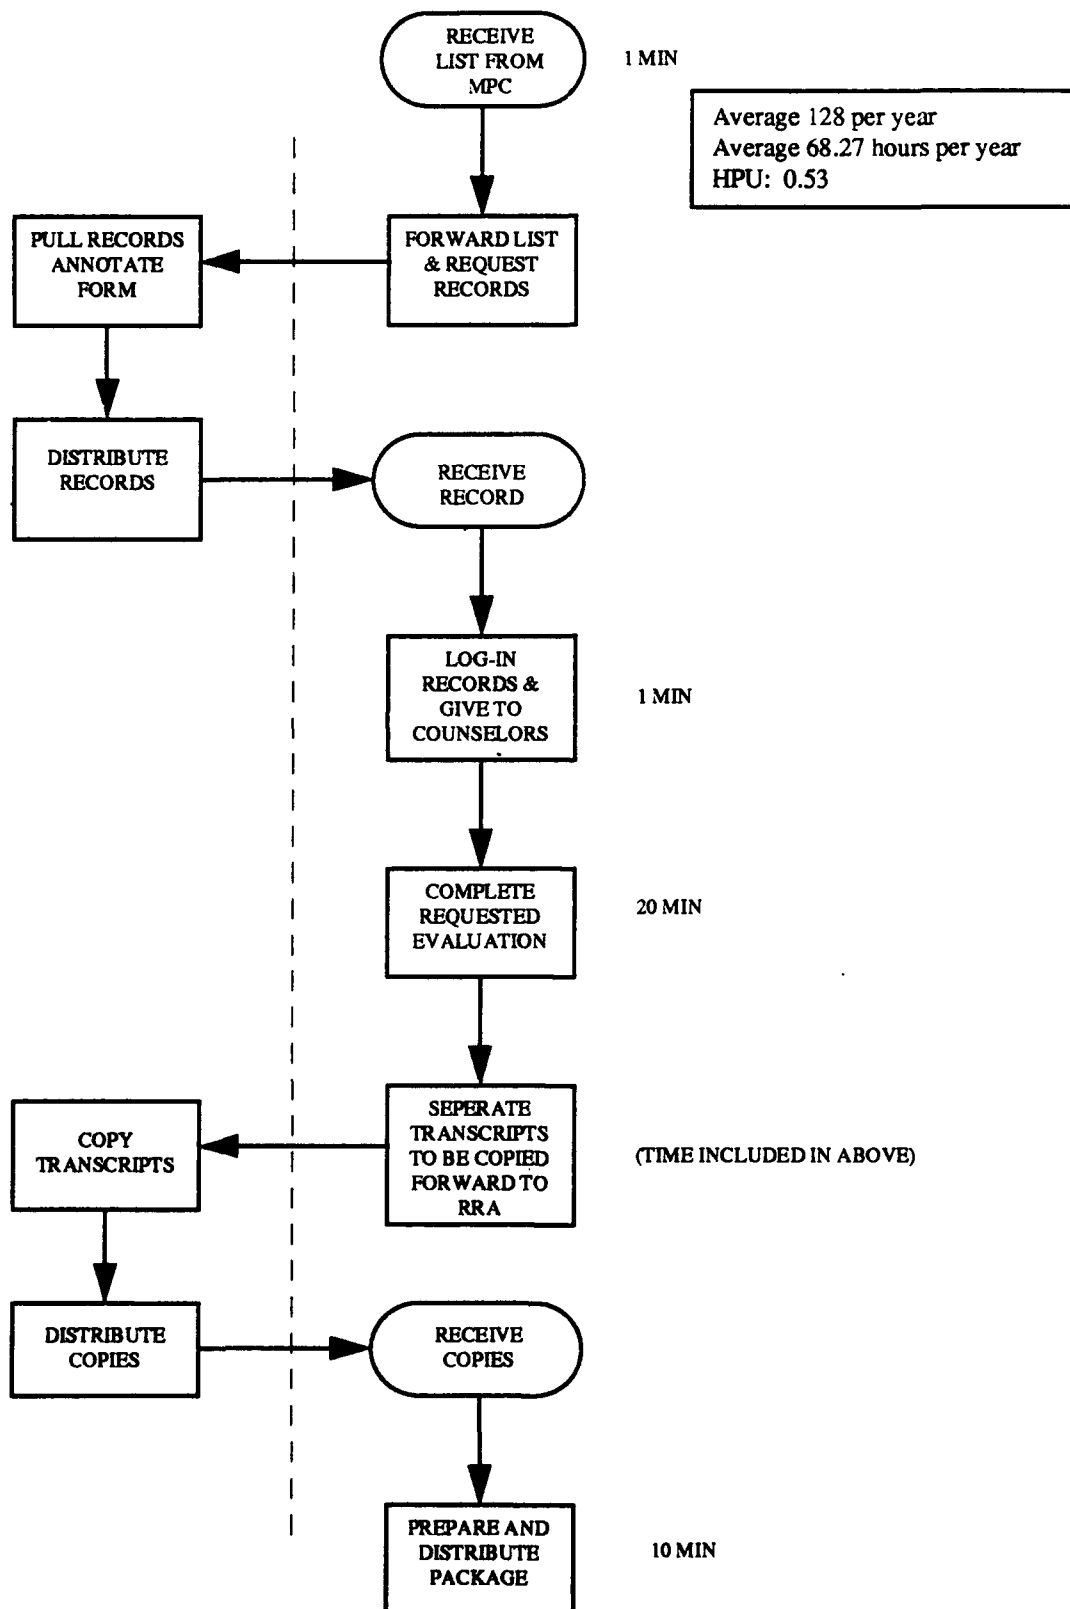 RECEIVE
LIST FROM
MPC
1 MIN
Average 128 per year
Average 68.27 hours per year
HPU: 0.53
PULL RECORDS
ANNOTATE
FORM
FORWARD LIST
& REQUEST
RECORDS
DISTRIBUTE
RECORDS
RECEIVE
RECORD
LOG-IN
RECORDS &
GIVE TO
COUNSELORS
1 MIN
COMPLETE
REQUESTED
EVALUATION
20 MIN
COPY
TRANSCRIPTS
SEPERATE
TRANSCRIPTS
TO BE COPIED
FORWARD TO
RRA
(TIME INCLUDED IN ABOVE)
DISTRIBUTE
COPIES
RECEIVE
COPIES
PREPARE AND
DISTRIBUTE
PACKAGE
10 MIN